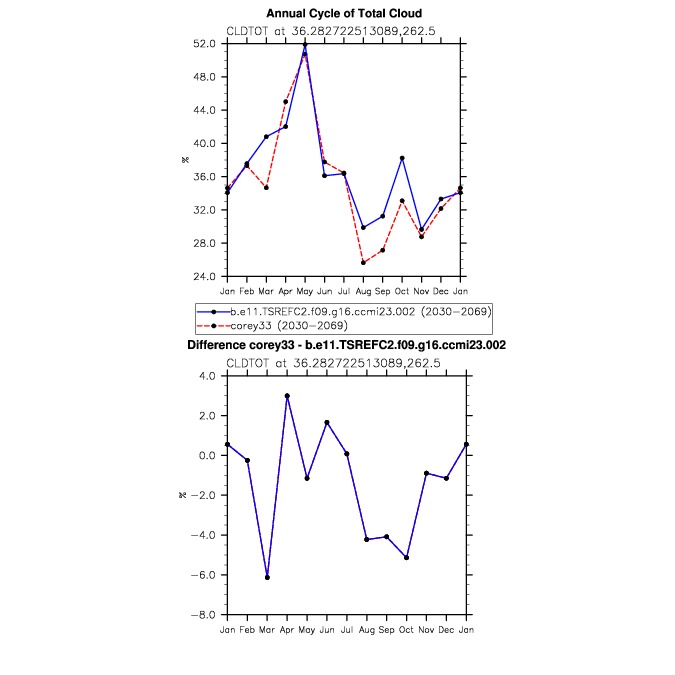 Annual Cycle of Total Cloud
CLDTOT at 36.282722513089,262.5
52.0
48.0
44.0
40.0
36.0
32.0
28.0
24.0
%
Jan Feb Mar Apr May Jun Jul Aug Sep Oct Nov Dec Jan
b.e11.TSREFC2.f09.g16.ccmi23.002 (2030-2069)
corey33 (2030-2069)
Difference corey33 - b.e11.TSREFC2.f09.g16.ccmi23.002
CLDTOT at 36.282722513089,262.5
4.0
2.0
0.0
-2.0
-4.0
-6.0
-8.0
%
Jan Feb Mar Apr May Jun Jul Aug Sep Oct Nov Dec Jan